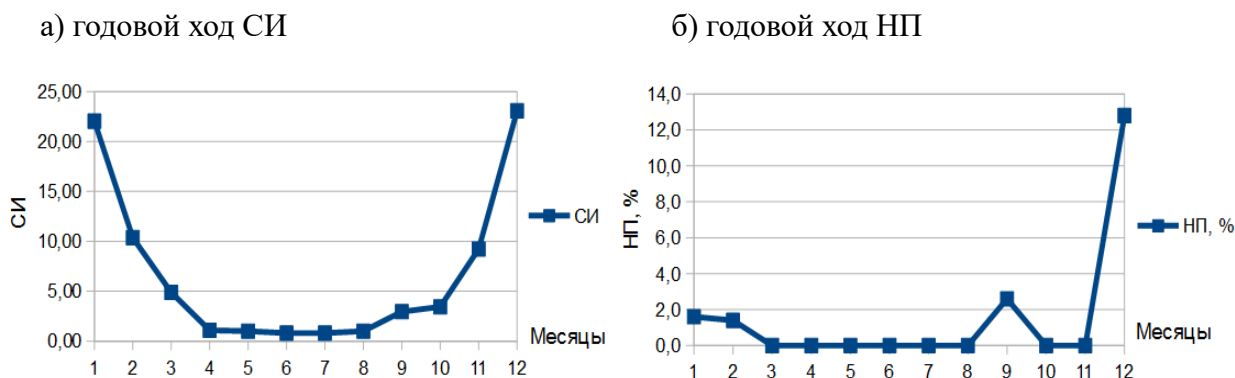 а) годовой ход СИ
25,00
20,00
15,00
10,00
5,00
0,00
СИ
1 2 3 4 5 6 7 8 9 10 11 12
Месяцы
СИ
б) годовой ход НП
14,0
12,0
10,0
8,0
6,0
4,0
2,0
0,0
НП, %
1 2 3 4 5 6 7 8 9 10 11 12
Месяцы
НП, %